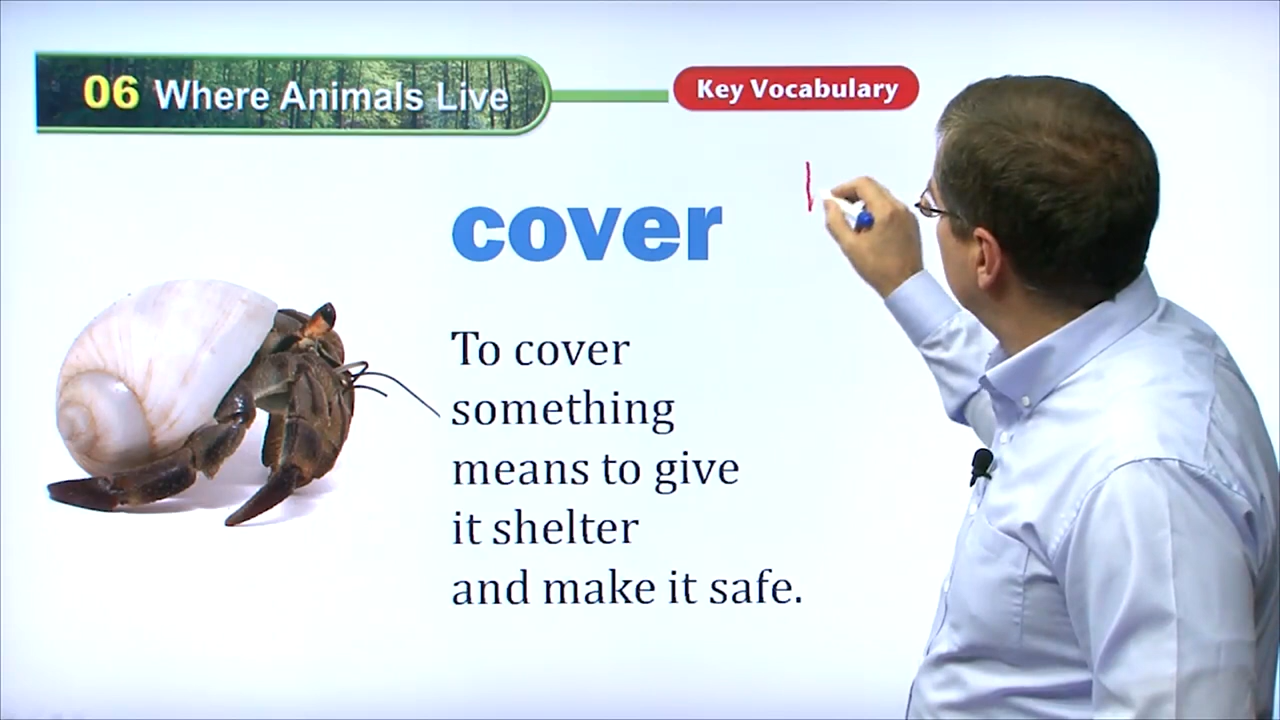 06 Where Animals Live
Key Vocabulary
cover
To cover
something
means to give
it shelter
and make it safe.